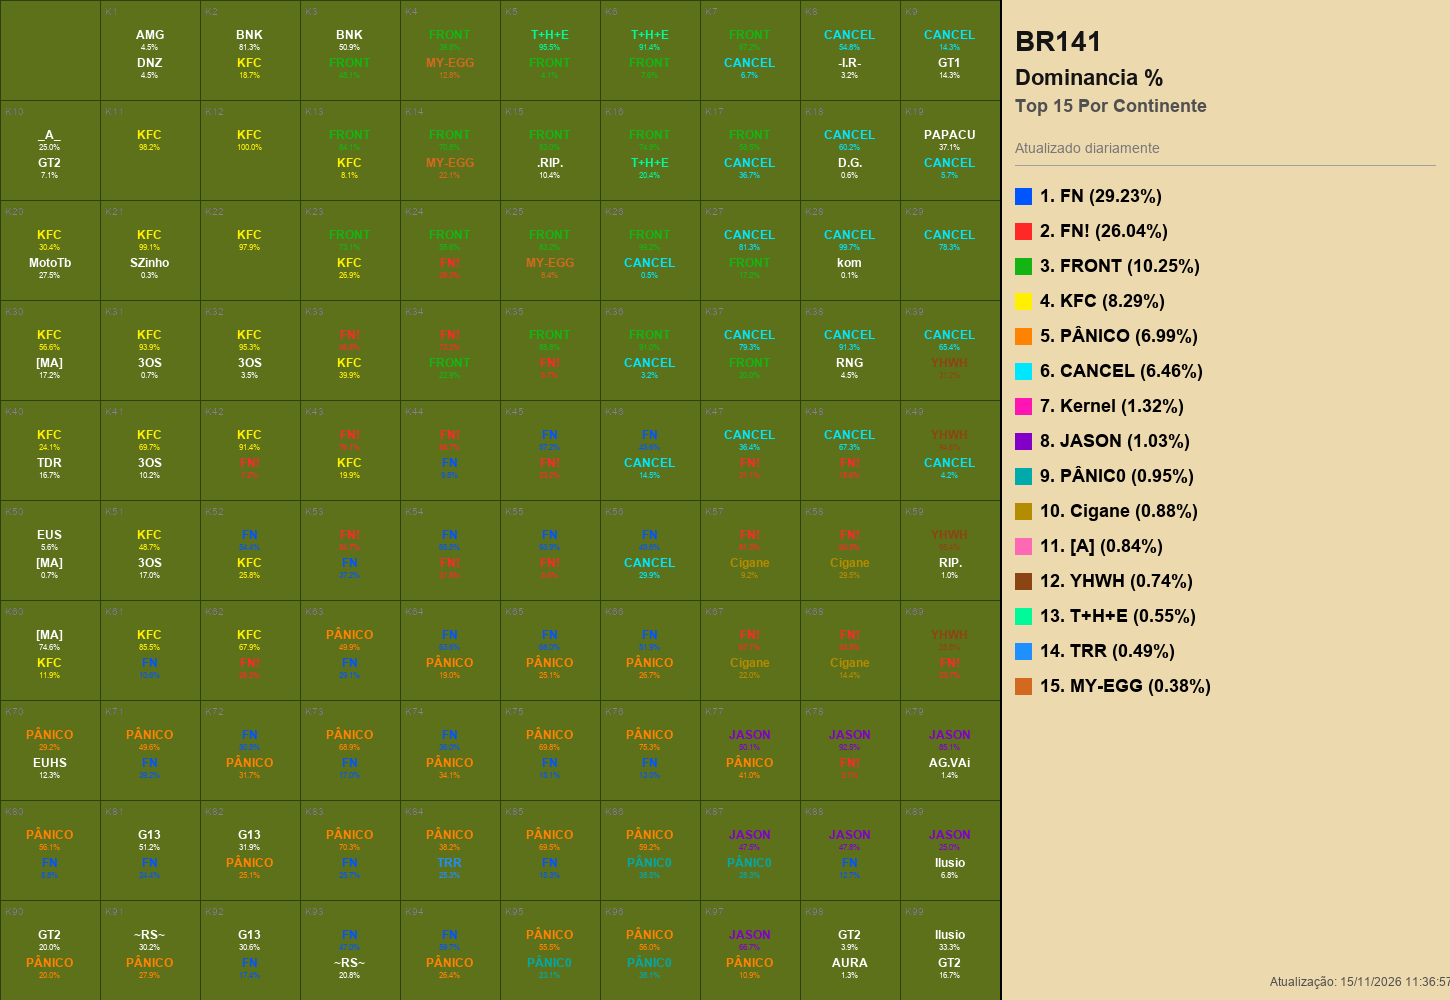 K1 K2 K3 K4 K5 K6 K7 K8 K9
AMG BNK BNK FRONT T+H+E T+H+E FRONT CANCEL CANCEL
4.5% 81.3% 50.9% 91.4% 54.8% 14.3%
DNZ KFC FRONT MY-EGG FRONT FRONT CANCEL -I.R- GT1
4.5% 18.7% 12.8% 6.7% 3.2% 14.3%
K10 K11 K12 K13 K14 K15 K16 K17 K18 K19
_A_ KFC KFC FRONT FRONT FRONT FRONT FRONT CANCEL PAPACU
25.0% 98.2% 100.0% 60.2% 37.1%
GT2 KFC MY-EGG .RIP. T+H+E CANCEL D.G. CANCEL
7.1% 8.1% 22.1% 10.4% 20.4% 36.7% 0.6% 5.7%
K20 K21 K22 K23 K24 K25 K26 K27 K28 K29
KFC KFC KFC FRONT FRONT FRONT FRONT CANCEL CANCEL CANCEL
30.4% 99.1% 97.9% 81.3% 99.7% 78.3%
MotoTb SZinho KFC FN! MY-EGG CANCEL FRONT kom
27.5% 0.3% 26.9% 0.5% 0.1%
K30 K31 K32 K33 K34 K35 K36 K37 K38 K39
KFC KFC KFC FN! FN! FRONT FRONT CANCEL CANCEL CANCEL
56.6% 93.9% 95.3% 79.3% 91.3% 65.4%
[MA] 3OS 3OS KFC FRONT FN! CANCEL FRONT RNG YHWH
17.2% 0.7% 3.5% 39.9% 3.2% 4.5%
K40 K41 K42 K43 K44 K45 K46 K47 K48 K49
KFC KFC KFC FN! FN! FN FN CANCEL CANCEL YHWH
24.1% 69.7% 91.4% 36.4% 67.3%
TDR 3OS FN! KFC FN FN! CANCEL FN! FN! CANCEL
16.7% 10.2% 19.9% 14.5% 4.2%
K50 K51 K52 K53 K54 K55 K56 K57 K58 K59
EUS KFC FN FN! FN FN FN FN! FN! YHWH
5.6% 48.7%
[MA] 3OS KFC FN FN! FN! CANCEL Cigane Cigane RIP.
0.7% 17.0% 25.8% 29.9% 9.2% 29.5% 1.0%
K60 K61 K62 K63 K64 K65 K66 K67 K68 K69
[MA] KFC KFC PÂNICO FN FN FN FN! FN! YHWH
74.6% 85.5% 67.9% 49.9%
KFC FN FN! FN PÂNICO PÂNICO PÂNICO Cigane Cigane FN!
11.9% 19.0% 25.1% 26.7% 22.0% 14.4%
K70 K71 K72 K73 K74 K75 K76 K77 K78 K79
PÂNICO PÂNICO FN PÂNICO FN PÂNICO PÂNICO JASON JASON JASON
29.2% 49.6% 68.9% 69.8% 75.3%
EUHS FN PÂNICO FN PÂNICO FN FN PÂNICO FN! AG.VAi
12.3% 31.7% 34.1% 41.0% 1.4%
K80 K81 K82 K83 K84 K85 K86 K87 K88 K89
PÂNICO G13 G13 PÂNICO PÂNICO PÂNICO PÂNICO JASON JASON JASON
56.1% 51.2% 31.9% 70.3% 38.2% 69.5% 59.2%
FN FN PÂNICO FN TRR FN PÂNIC0 PÂNIC0 FN Ilusio
25.1% 25.3% 6.8%
K90 K91 K92 K93 K94 K95 K96 K97 K98 K99
GT2 ~RS~ G13 FN FN PÂNICO PÂNICO JASON GT2 Ilusio
20.0% 30.2% 30.6% 55.5% 3.9% 33.3%
PÂNICO PÂNICO FN ~RS~ PÂNICO PÂNIC0 PÂNIC0 PÂNICO AURA GT2
20.0% 27.9% 20.8% 26.4% 10.9% 1.3% 16.7%
BR141
Dominancia %
Top 15 Por Continente
Atualizado diariamente
1. FN (29.23%)
2. FN! (26.04%)
3. FRONT (10.25%)
4. KFC (8.29%)
5. PÂNICO (6.99%)
6. CANCEL (6.46%)
7. Kernel (1.32%)
8. JASON (1.03%)
9. PÂNIC0 (0.95%)
10. Cigane (0.88%)
11. [A] (0.84%)
12. YHWH (0.74%)
13. T+H+E (0.55%)
14. TRR (0.49%)
15. MY-EGG (0.38%)
Atualização: 15/11/2026 11:36:57